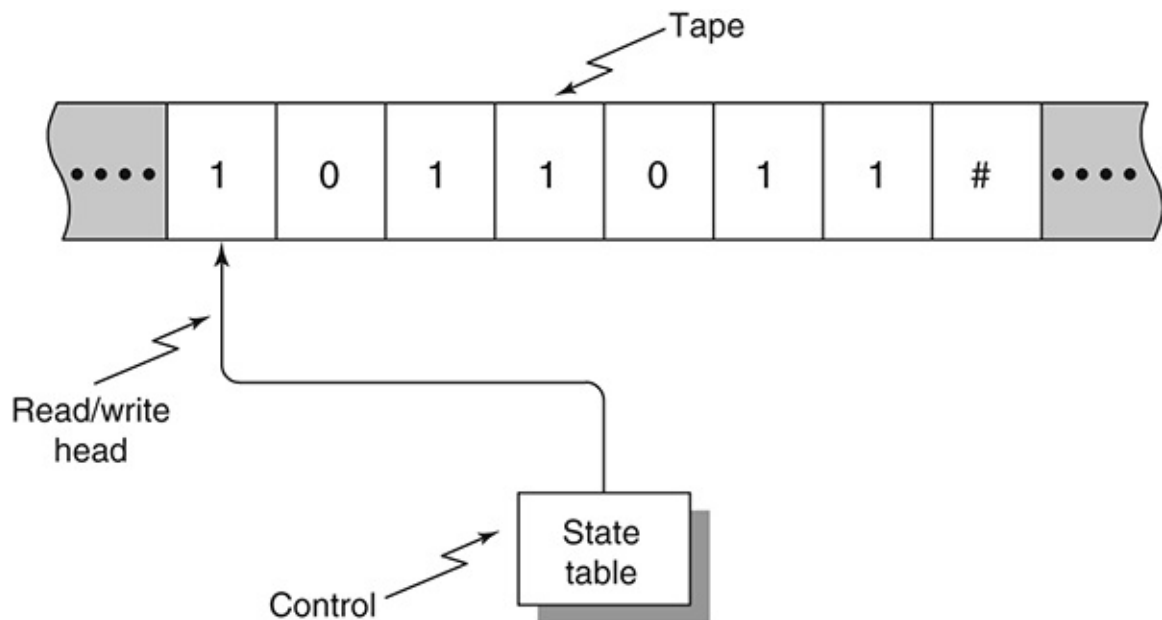 Tape
1 0 1 1 0 1 1 #
Read/write
head
State
table
Control